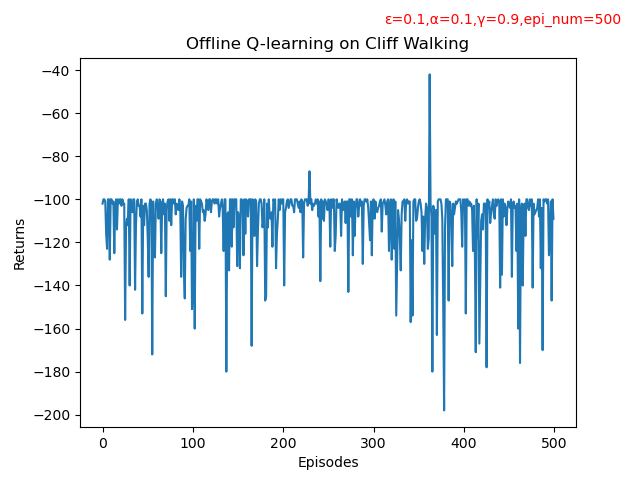 ε=0.1,α=0.1,γ=0.9,epi_num=500
Offline Q-learning on Cliff Walking
−40
−60
−80
−100
−120
−140
−160
−180
−200
Returns
0 100 200 300 400 500
Episodes